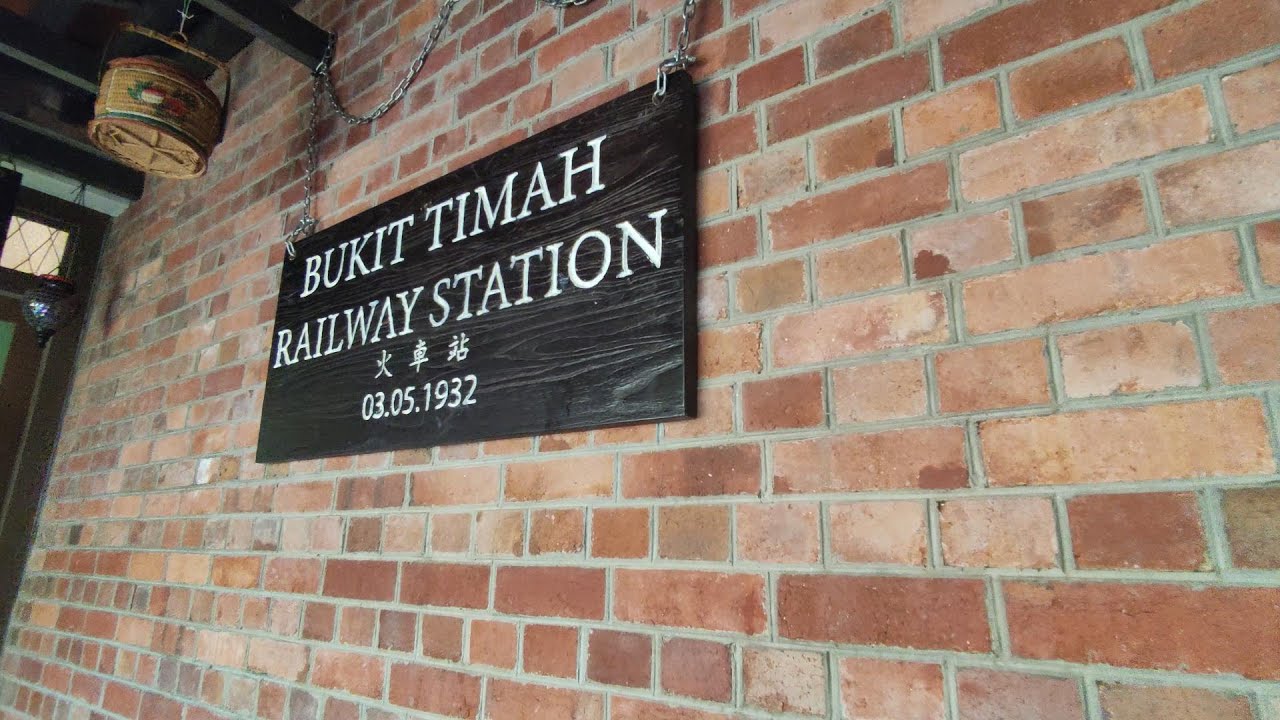 BUKIT TIMAH
RAILWAY STATION
火車站
03.05.1932